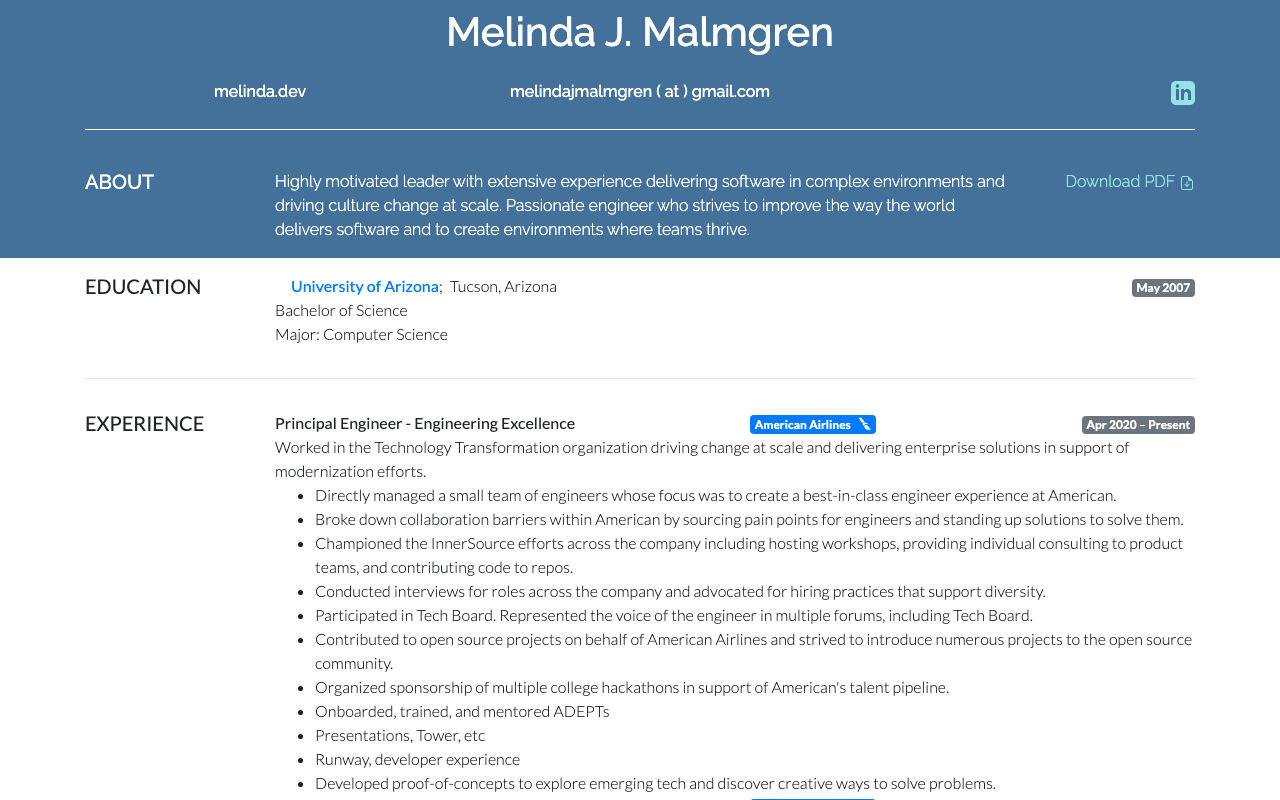 Melinda J. Malmgren
melinda.dev melindajmalmgren ( at ) gmail.com in
ABOUT Highly motivated leader with extensive experience delivering software in complex environments and Download PDF
driving culture change at scale. Passionate engineer who strives to improve the way the world
delivers software and to create environments where teams thrive.
EDUCATION University of Arizona; Tucson, Arizona May 2007
Bachelor of Science
Major: Computer Science
EXPERIENCE Principal Engineer - Engineering Excellence American Airlines Apr 2020 – Present
Worked in the Technology Transformation organization driving change at scale and delivering enterprise solutions in support of
modernization efforts.
• Directly managed a small team of engineers whose focus was to create a best-in-class engineer experience at American.
• Broke down collaboration barriers within American by sourcing pain points for engineers and standing up solutions to solve them.
• Championed the InnerSource efforts across the company including hosting workshops, providing individual consulting to product
teams, and contributing code to repos.
• Conducted interviews for roles across the company and advocated for hiring practices that support diversity.
• Participated in Tech Board. Represented the voice of the engineer in multiple forums, including Tech Board.
• Contributed to open source projects on behalf of American Airlines and strived to introduce numerous projects to the open source
community.
• Organized sponsorship of multiple college hackathons in support of American's talent pipeline.
• Onboarded, trained, and mentored ADEPTs
• Presentations, Tower, etc
• Runway, developer experience
• Developed proof-of-concepts to explore emerging tech and discover creative ways to solve problems.